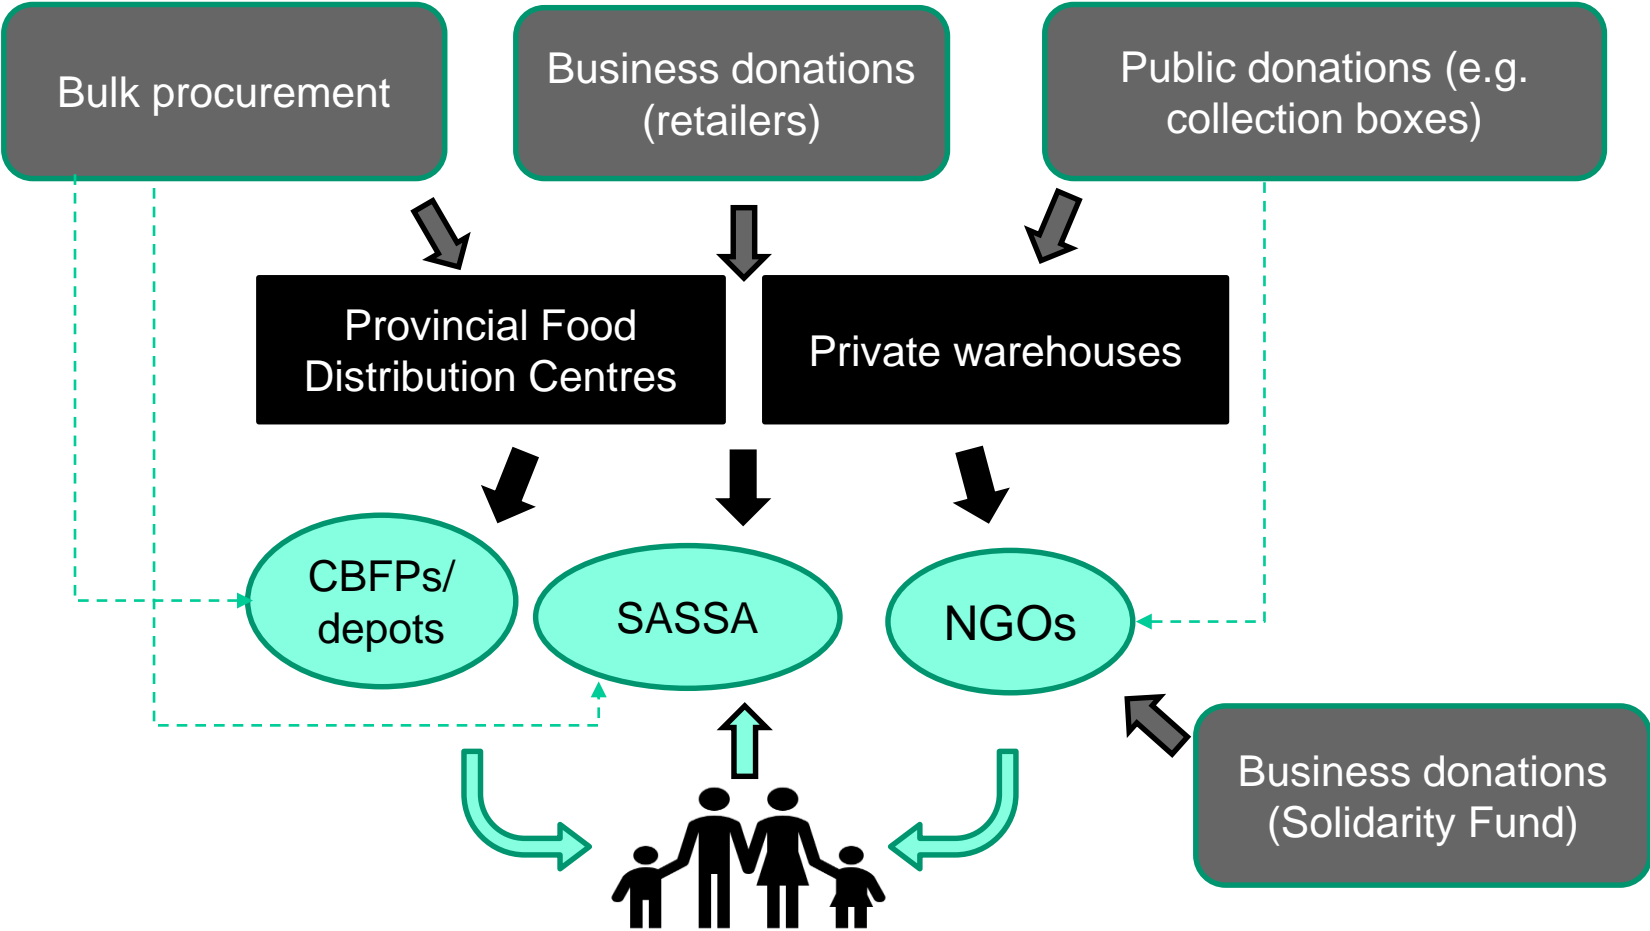 Bulk procurement
Business donations
(retailers)
Public donations (e.g.
collection boxes)
Provincial Food
Distribution Centres
Private warehouses
CBFPs/
depots
SASSA
NGOs
Business donations
(Solidarity Fund)